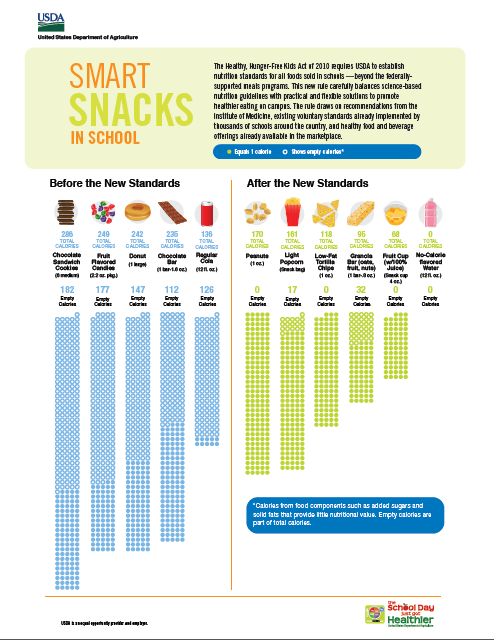 USDA
United States Department of Agriculture
SMART
SNACKS
IN SCHOOL
The Healthy, Hunger-Free Kids Act of 2010 requires USDA to establish
nutrition standards for all foods sold in schools — beyond the federally-
supported meals programs. This new rule carefully balances science-based
nutrition guidelines with practical and flexible solutions to promote
healthier eating on campus. The rule draws on recommendations from the
Institute of Medicine, existing voluntary standards already implemented by
thousands of schools around the country, and healthy food and beverage
offerings already available in the marketplace.
Equals 1 calorie Shows empty calories*
Before the New Standards
286 249 242 235 136
TOTAL CALORIES TOTAL CALORIES TOTAL CALORIES TOTAL CALORIES TOTAL CALORIES
Chocolate Sandwich Cookies (6 medium)
Fruit Flavored Candies (2.2 oz. pkg.)
Donut (1 large)
Chocolate Bar (1 bar-1.6 oz.)
Regular Cola (12 fl. oz.)
182 177 147 112 126
Empty Calories Empty Calories Empty Calories Empty Calories Empty Calories
After the New Standards
170 161 118 95 68 0
TOTAL CALORIES TOTAL CALORIES TOTAL CALORIES TOTAL CALORIES TOTAL CALORIES TOTAL CALORIES
Peanuts (1 oz.)
Light Popcorn (Snack bag)
Low-Fat Tortilla Chips (1 oz.)
Granola Bar (oats, fruit, nuts) (1 bar-.8 oz.)
Fruit Cup (w/100% Juice) (Snack cup 4 oz.)
No-Calorie flavored Water (12 fl. oz.)
0 17 0 32 0 0
Empty Calories Empty Calories Empty Calories Empty Calories Empty Calories Empty Calories
*Calories from food components such as added sugars and
solid fats that provide little nutritional value. Empty calories are
part of total calories.
The
School Day
just got
Healthier
United States Department of Agriculture
USDA is an equal opportunity provider and employer.